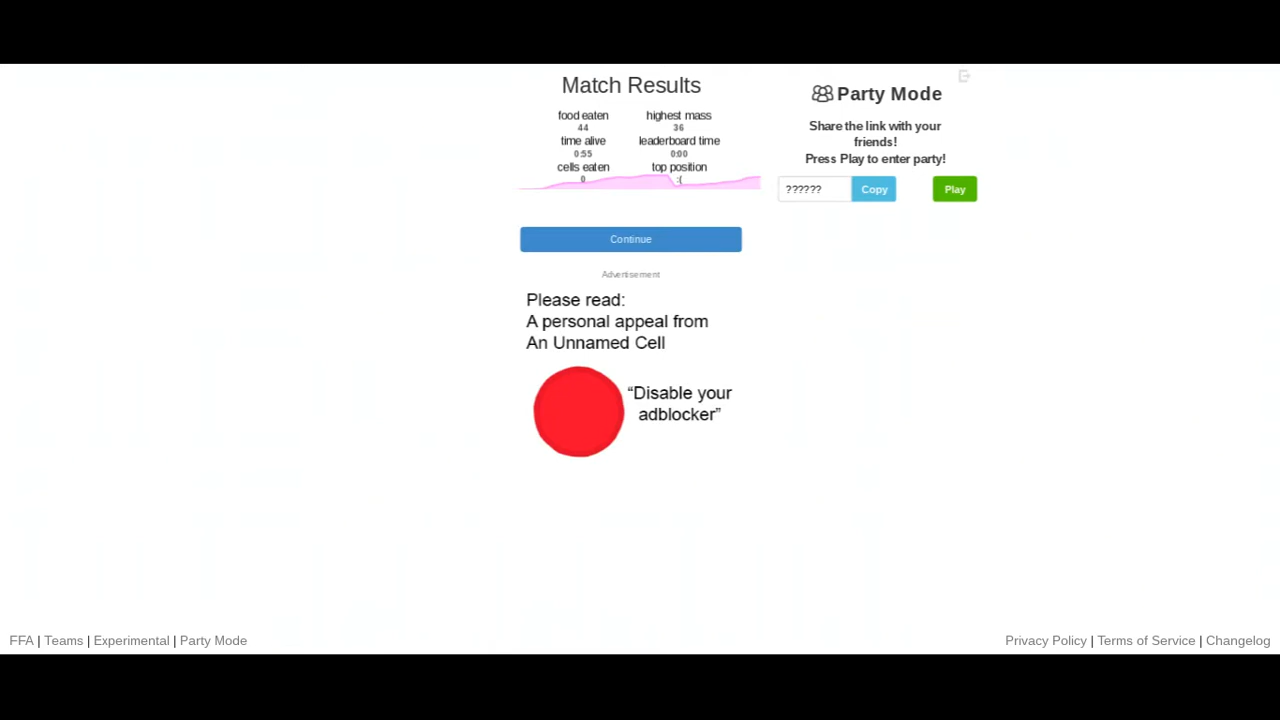 Match Results
food eaten highest mass
44 36
time alive leaderboard time
0:55 0:00
cells eaten top position
0 :(
Continue
Advertisement
Please read:
A personal appeal from
An Unnamed Cell
“Disable your
adblocker”
Party Mode
Share the link with your
friends!
Press Play to enter party!
?????? Copy Play
FFA | Teams | Experimental | Party Mode
Privacy Policy | Terms of Service | Changelog